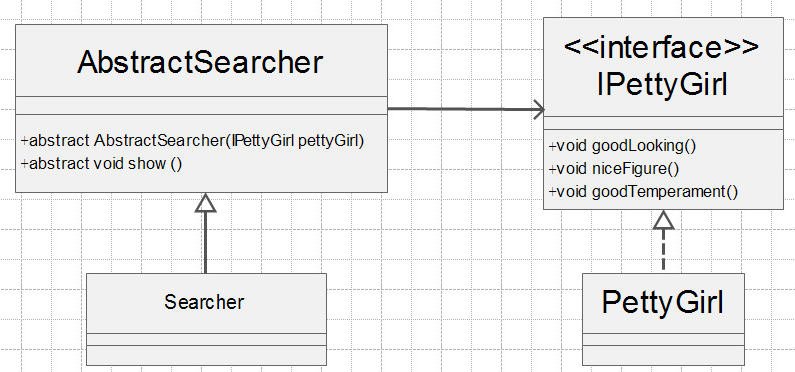 AbstractSearcher
+abstract AbstractSearcher(IPettyGirl pettyGirl)
+abstract void show ()
<<interface>>
IPettyGirl
+void goodLooking()
+void niceFigure()
+void goodTemperament()
Searcher
PettyGirl